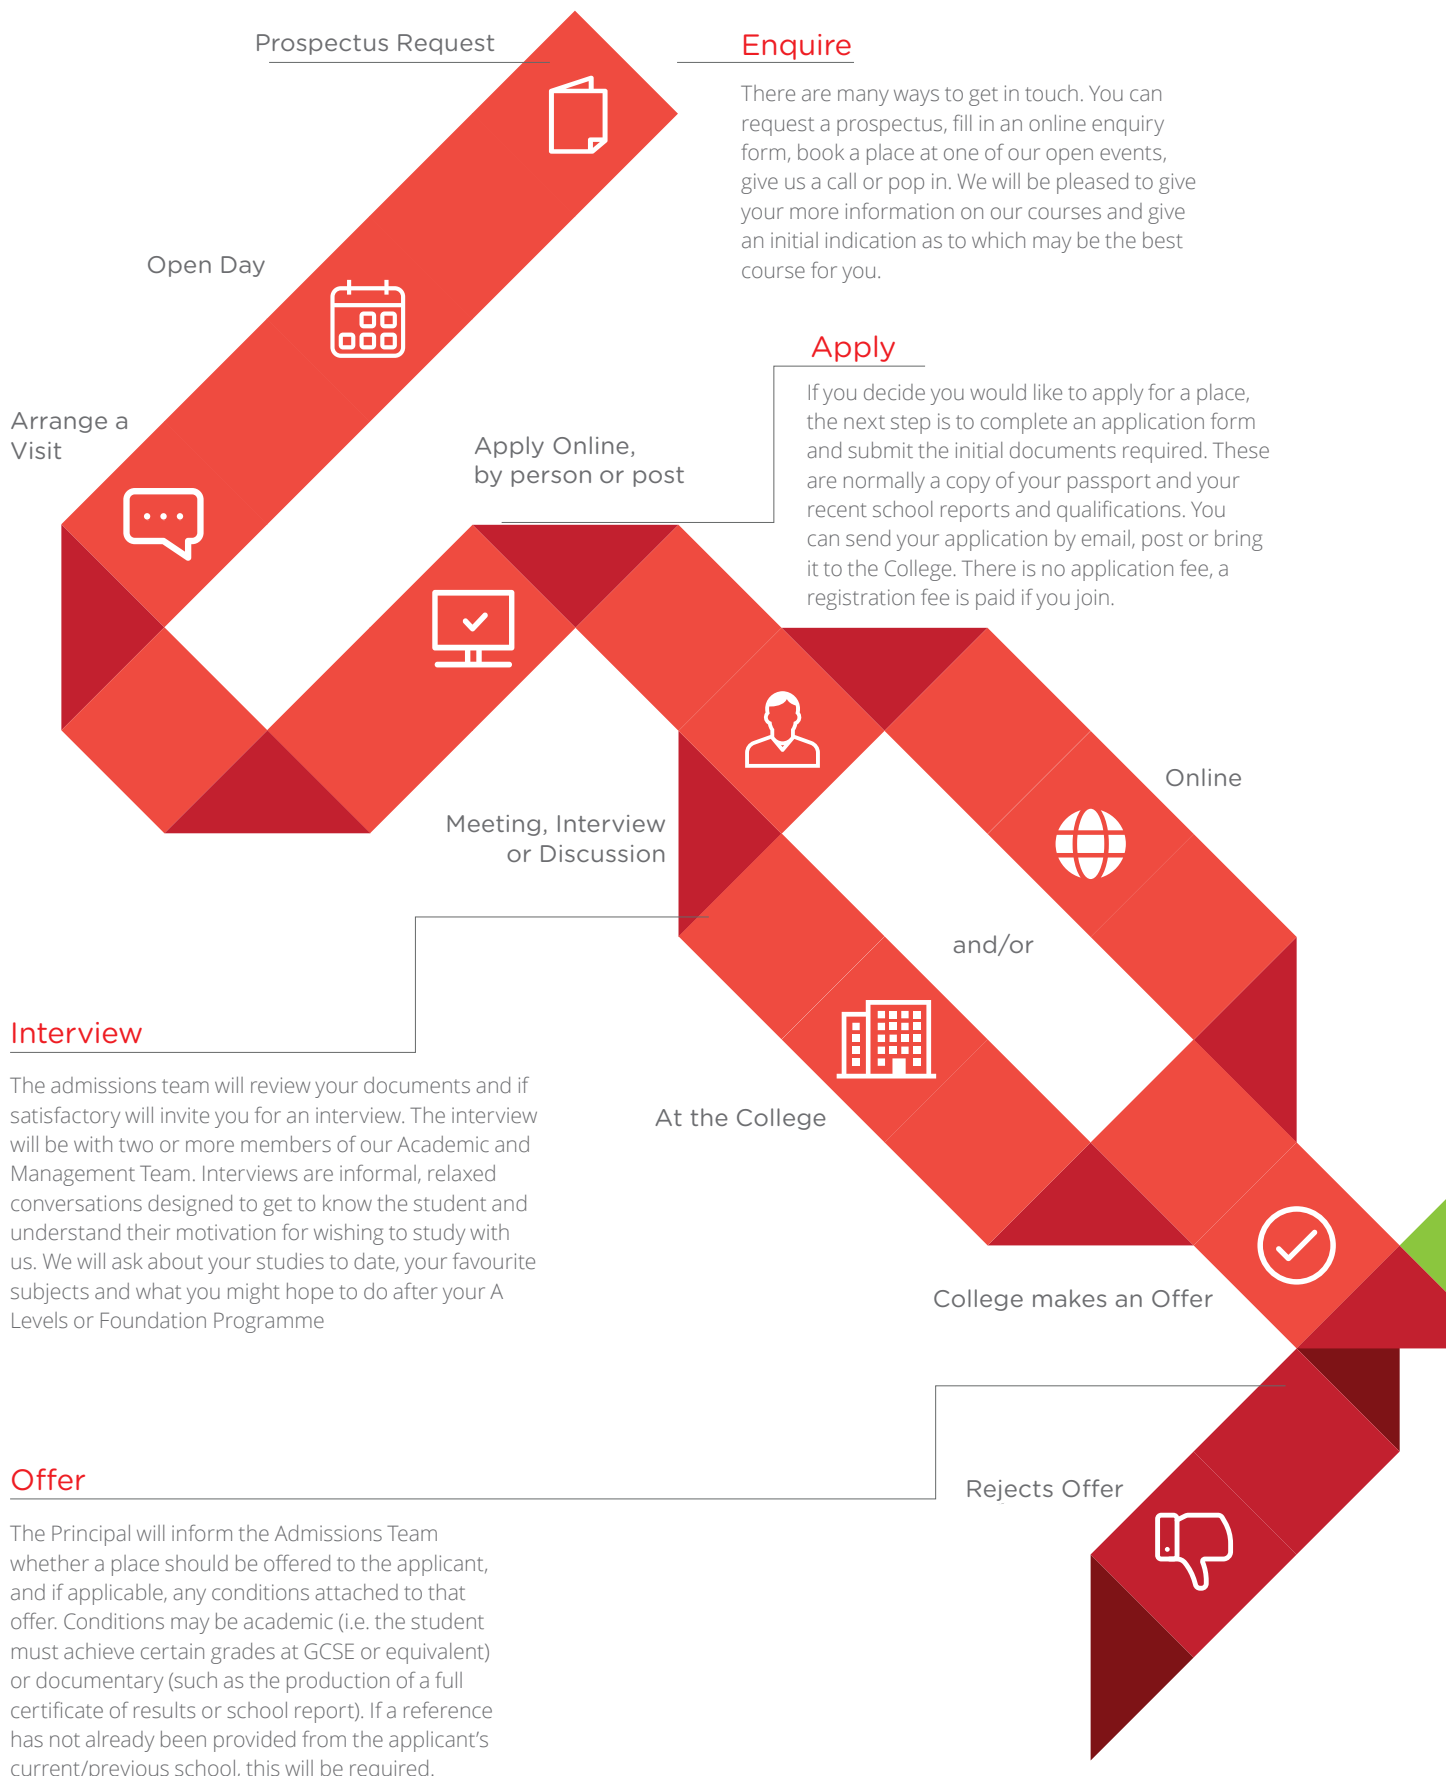 Prospectus Request
Enquire
There are many ways to get in touch. You can
request a prospectus, fill in an online enquiry
form, book a place at one of our open events,
give us a call or pop in. We will be pleased to give
your more information on our courses and give
an initial indication as to which may be the best
course for you.
Open Day
Arrange a
Visit
Apply
If you decide you would like to apply for a place,
the next step is to complete an application form
and submit the initial documents required. These
are normally a copy of your passport and your
recent school reports and qualifications. You
can send your application by email, post or bring
it to the College. There is no application fee, a
registration fee is paid if you join.
Apply Online,
by person or post
Online
Meeting, Interview
or Discussion
and/or
At the College
Interview
The admissions team will review your documents and if
satisfactory will invite you for an interview. The interview
will be with two or more members of our Academic and
Management Team. Interviews are informal, relaxed
conversations designed to get to know the student and
understand their motivation for wishing to study with
us. We will ask about your studies to date, your favourite
subjects and what you might hope to do after your A
Levels or Foundation Programme
College makes an Offer
Offer
The Principal will inform the Admissions Team
whether a place should be offered to the applicant,
and if applicable, any conditions attached to that
offer. Conditions may be academic (i.e. the student
must achieve certain grades at GCSE or equivalent)
or documentary (such as the production of a full
certificate of results or school report). If a reference
has not already been provided from the applicant's
current/previous school, this will be required.
Rejects Offer